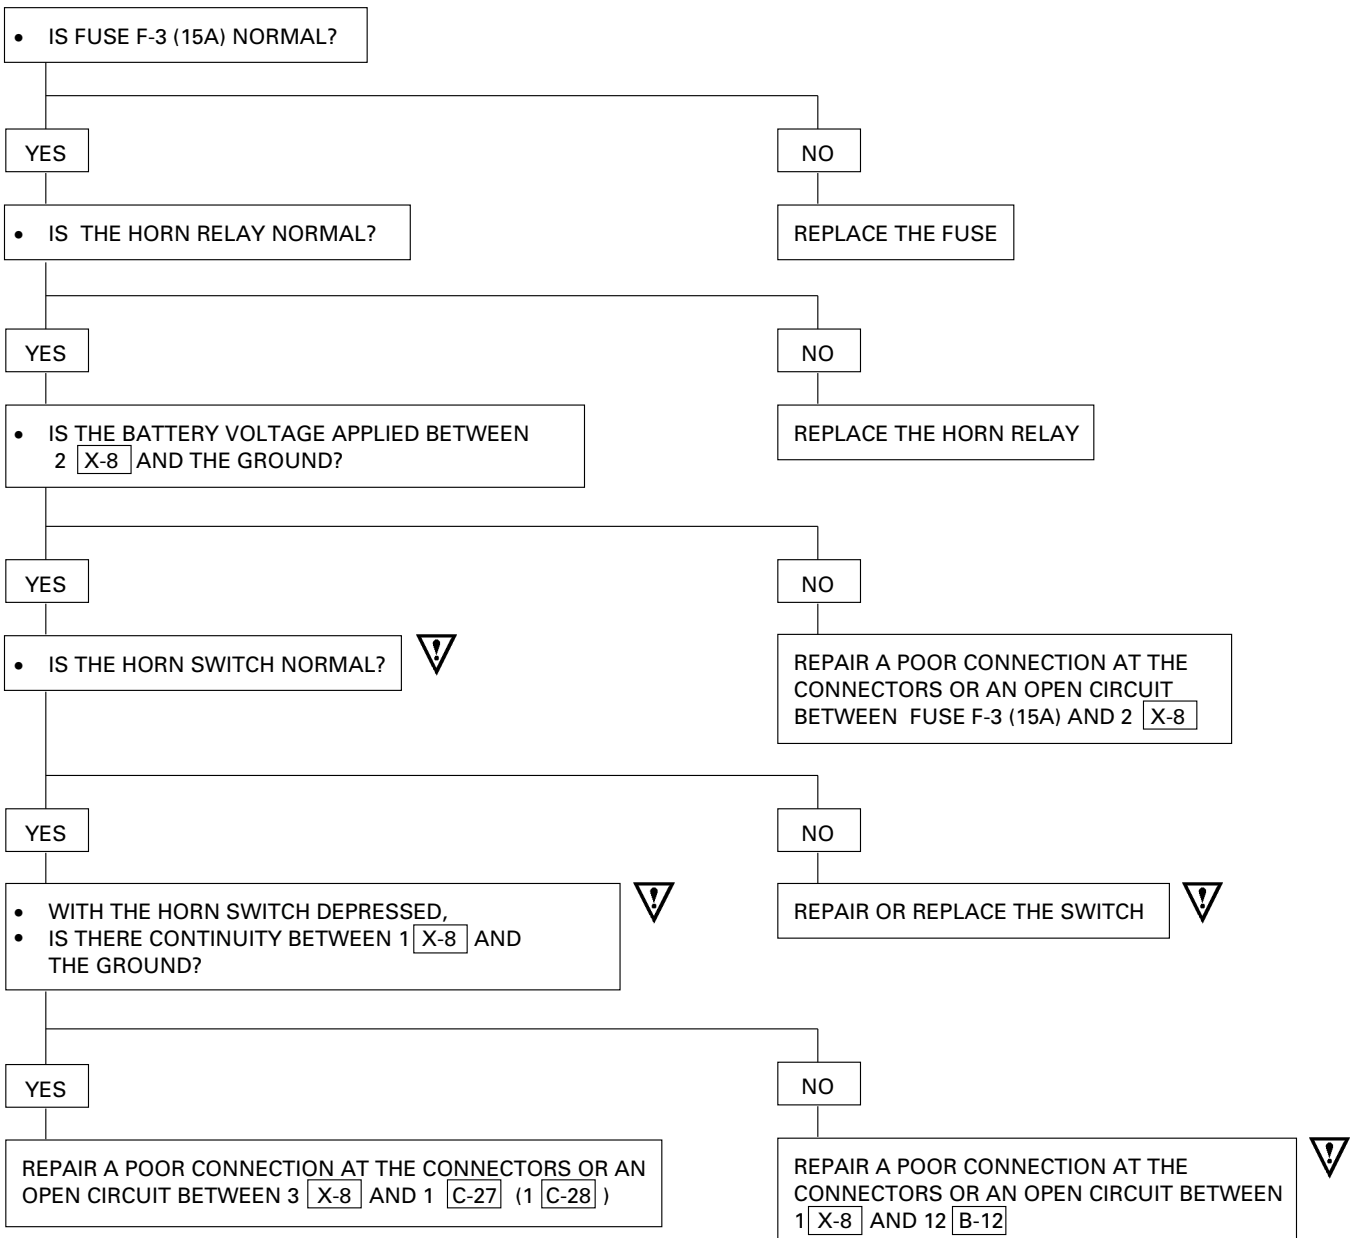 • IS FUSE F-3 (15A) NORMAL?
YES
NO
• IS THE HORN RELAY NORMAL?
REPLACE THE FUSE
YES
NO
• IS THE BATTERY VOLTAGE APPLIED BETWEEN
2 X-8 AND THE GROUND?
REPLACE THE HORN RELAY
YES
NO
• IS THE HORN SWITCH NORMAL?
!
REPAIR A POOR CONNECTION AT THE
CONNECTORS OR AN OPEN CIRCUIT
BETWEEN FUSE F-3 (15A) AND 2 X-8
YES
NO
• WITH THE HORN SWITCH DEPRESSED,
• IS THERE CONTINUITY BETWEEN 1 X-8 AND
THE GROUND?
!
REPAIR OR REPLACE THE SWITCH
!
YES
NO
REPAIR A POOR CONNECTION AT THE CONNECTORS OR AN
OPEN CIRCUIT BETWEEN 3 X-8 AND 1 C-27 (1 C-28 )
REPAIR A POOR CONNECTION AT THE
CONNECTORS OR AN OPEN CIRCUIT BETWEEN
1 X-8 AND 12 B-12
!